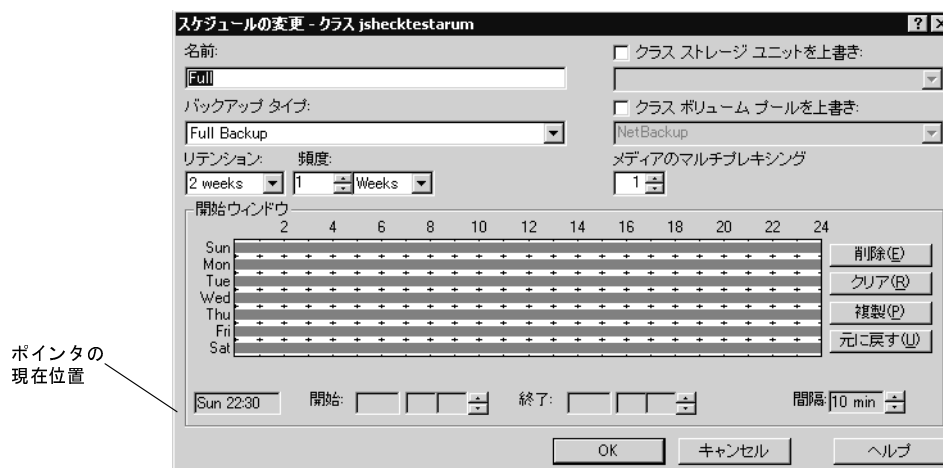 スケジュールの変更 - クラス jshecktestarum
名前:
Full
クラス ストレージ ユニットを上書き:
バックアップ タイプ:
Full Backup
クラス ボリューム プールを上書き:
NetBackup
リテンション: 頻度:
2 weeks 1 Weeks
メディアのマルチプレキシング
1
開始ウィンドウ
2 4 6 8 10 12 14 16 18 20 22 24
Sun
Mon
Tue
Wed
Thu
Fri
Sat
削除(E)
クリア(R)
複製(P)
元に戻す(U)
ポインタの
現在位置
Sun 22:30 開始: 終了: 間隔: 10 min
OK キャンセル ヘルプ